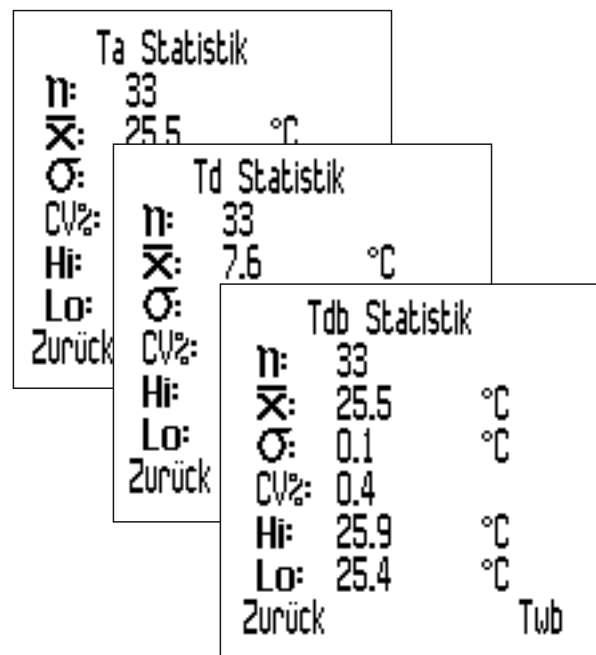 Ta Statistik
n: 33
x̅: 25.5 °C
σ:
CV%:
Hi:
Lo:
Zurück
Td Statistik
n: 33
x̅: 7.6 °C
σ:
CV%:
Hi:
Lo:
Zurück
Tdb Statistik
n: 33
x̅: 25.5 °C
σ: 0.1 °C
CV%: 0.4
Hi: 25.9 °C
Lo: 25.4 °C
Zurück Twb